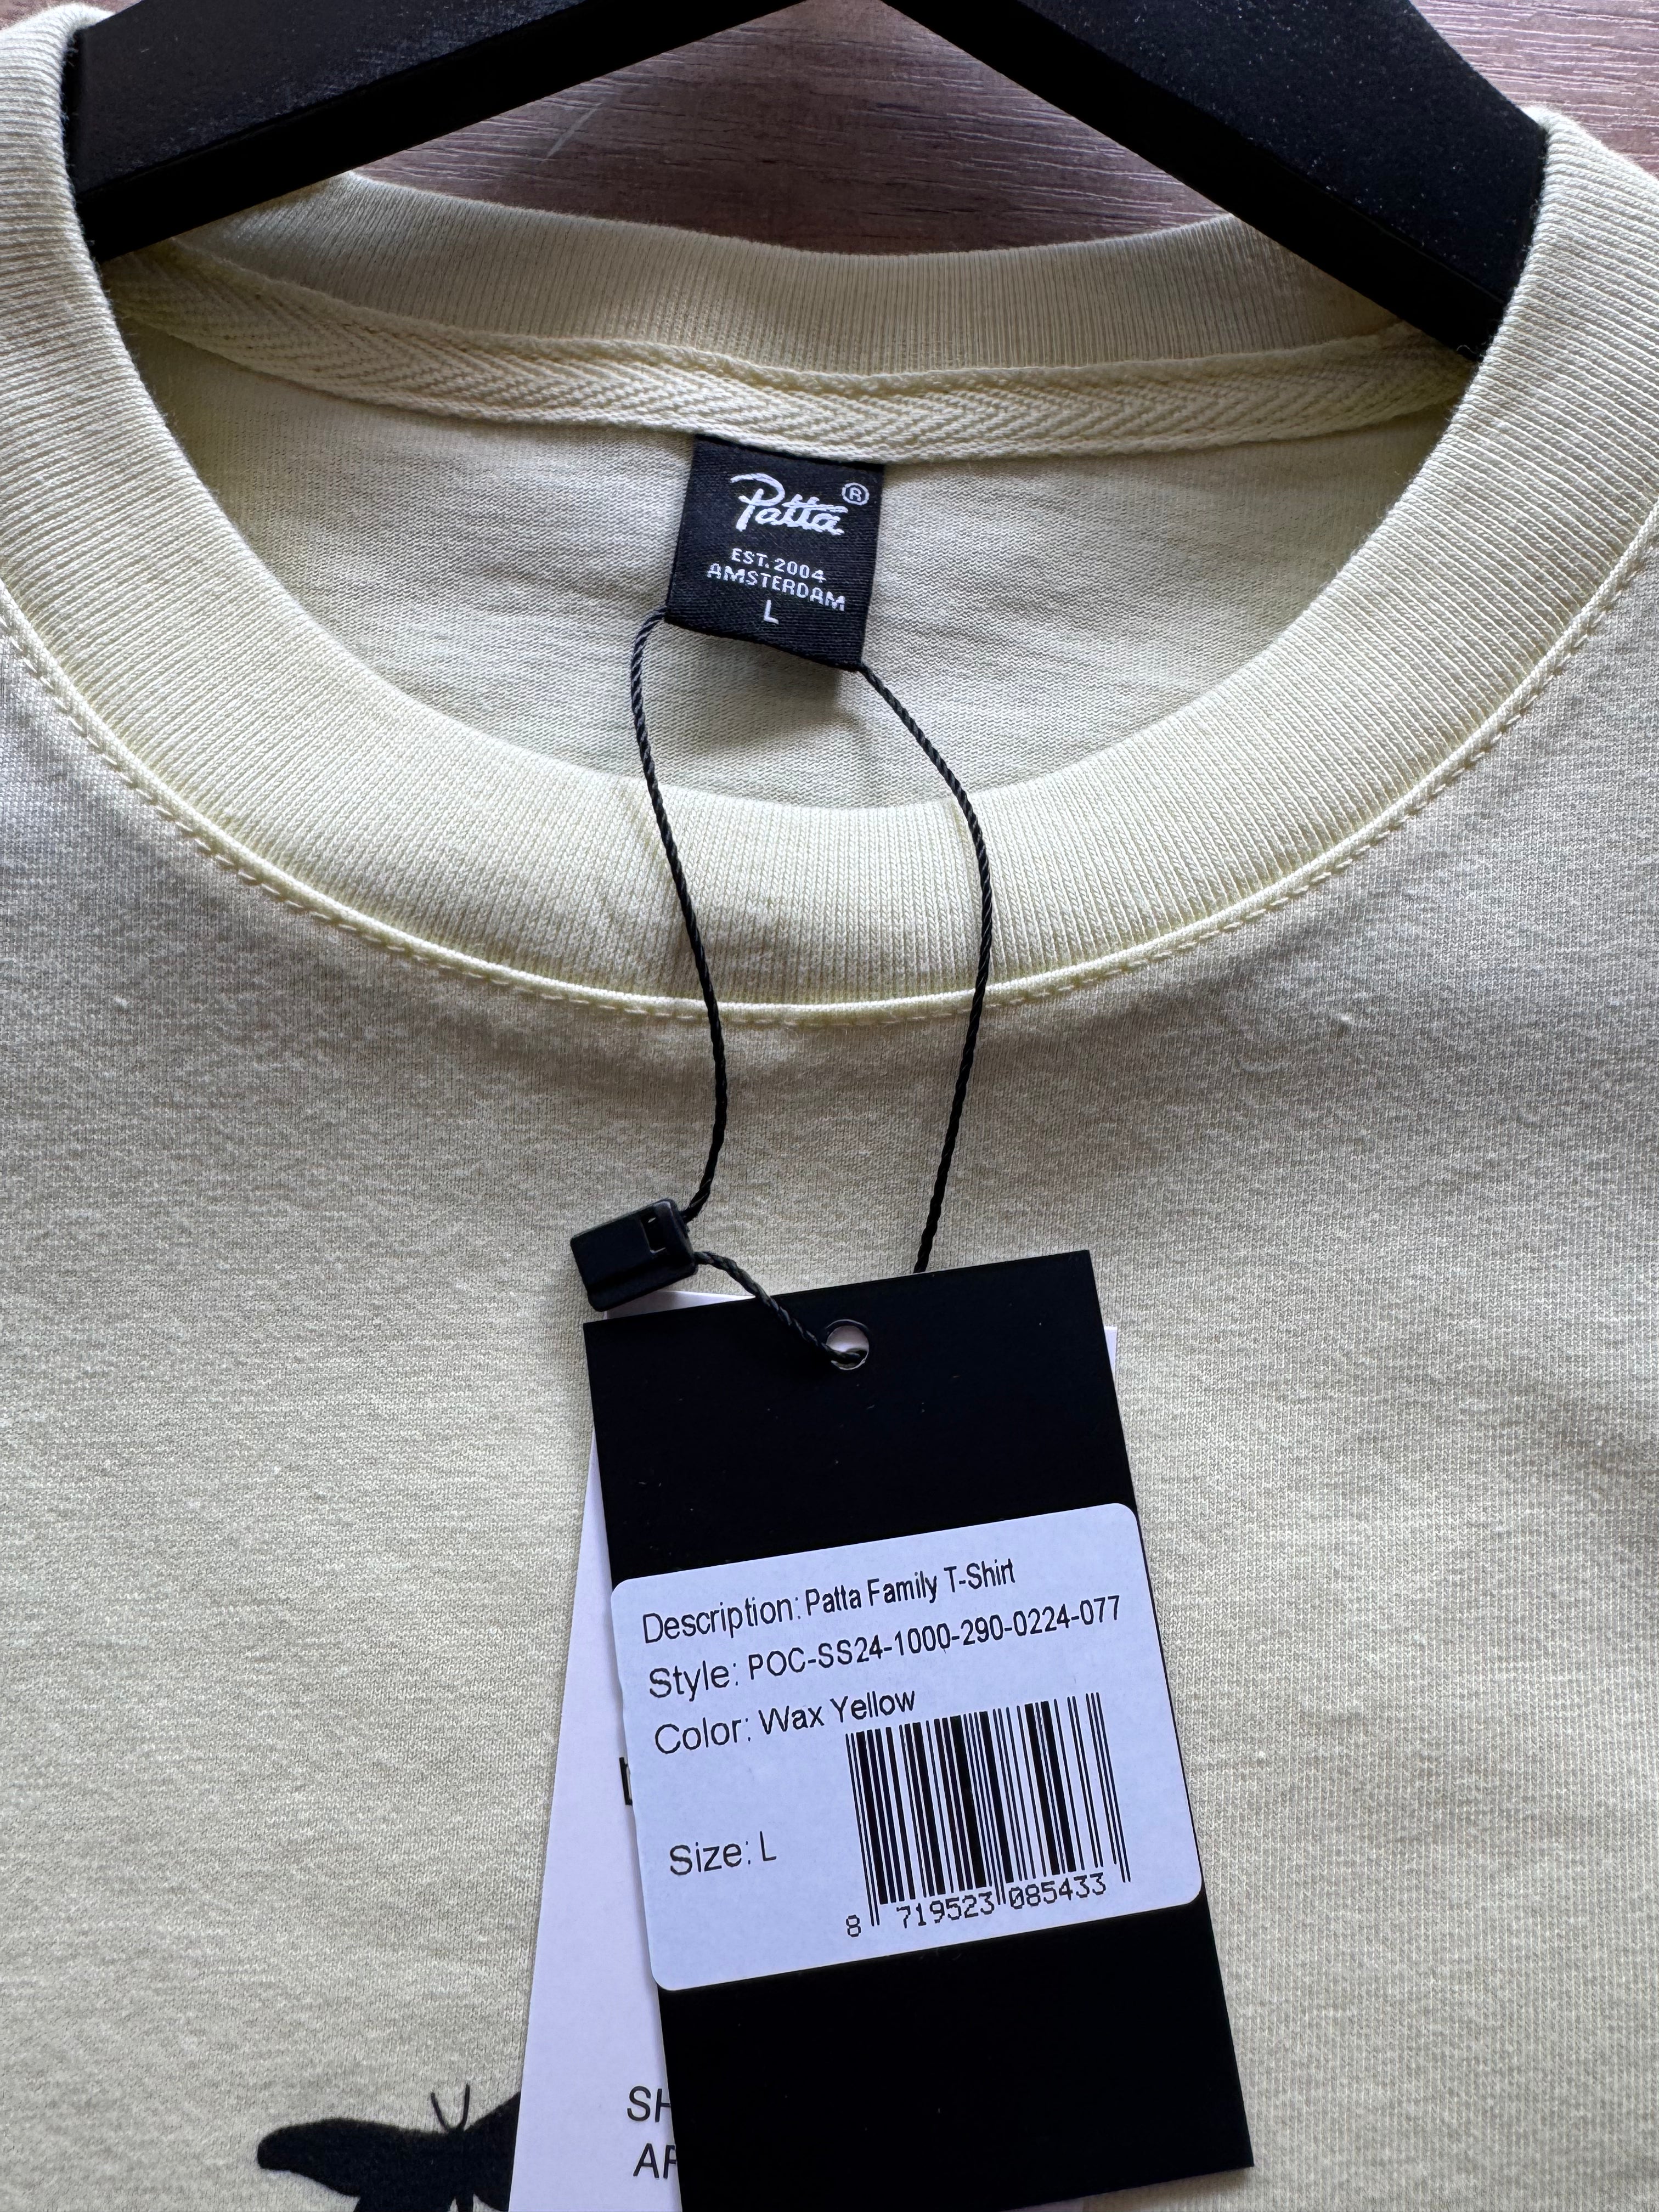 Patta®
EST. 2004
AMSTERDAM
L
Description: Patta Family T-Shirt
Style: POC-SS24-1000-290-0224-077
Color: Wax Yellow
Size: L
8 719523 085433